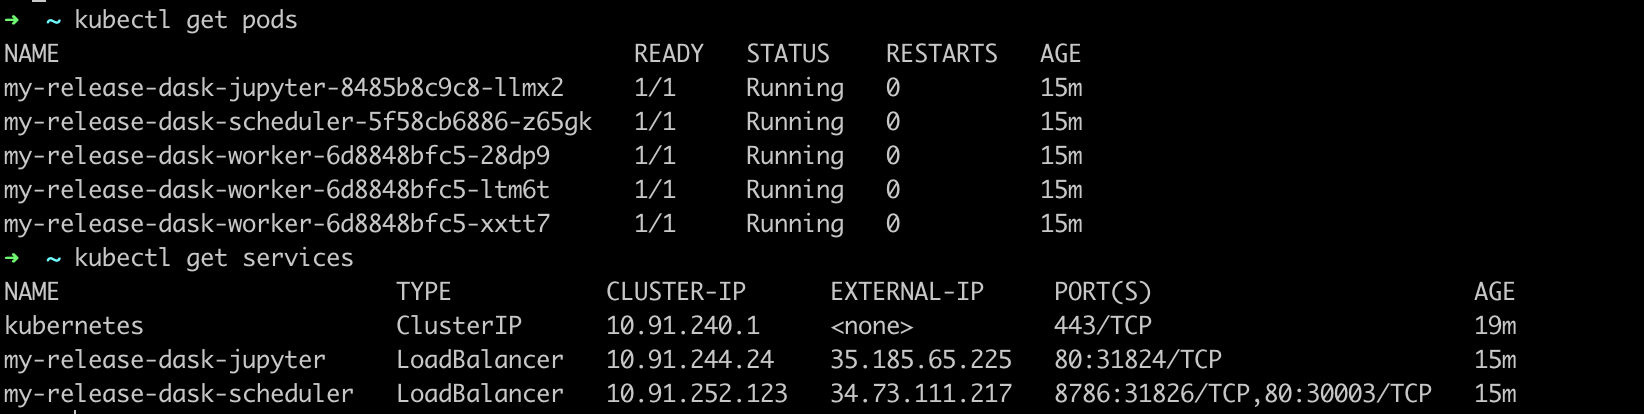 ➜  ~ kubectl get pods
NAME                                         READY   STATUS    RESTARTS   AGE
my-release-dask-jupyter-8485b8c9c8-llmx2     1/1     Running   0          15m
my-release-dask-scheduler-5f58cb6886-z65gk   1/1     Running   0          15m
my-release-dask-worker-6d8848bfc5-28dp9      1/1     Running   0          15m
my-release-dask-worker-6d8848bfc5-ltm6t      1/1     Running   0          15m
my-release-dask-worker-6d8848bfc5-xxtt7      1/1     Running   0          15m
➜  ~ kubectl get services
NAME                        TYPE           CLUSTER-IP      EXTERNAL-IP     PORT(S)                       AGE
kubernetes                  ClusterIP      10.91.240.1     <none>          443/TCP                       19m
my-release-dask-jupyter     LoadBalancer   10.91.244.24    35.185.65.225   80:31824/TCP                  15m
my-release-dask-scheduler   LoadBalancer   10.91.252.123   34.73.111.217   8786:31826/TCP,80:30003/TCP   15m